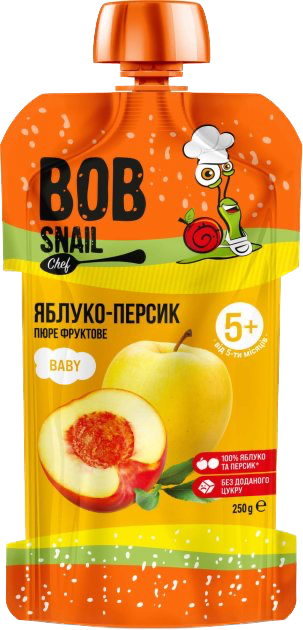 BOB
SNAIL
Chef
ЯБЛУКО-ПЕРСИК
ПЮРЕ ФРУКТОВЕ
BABY
5+
ВІД 5-ТИ МІСЯЦІВ
100% ЯБЛУКО
ТА ПЕРСИК*
БЕЗ ДОДАНОГО
ЦУКРУ
250 g ℮